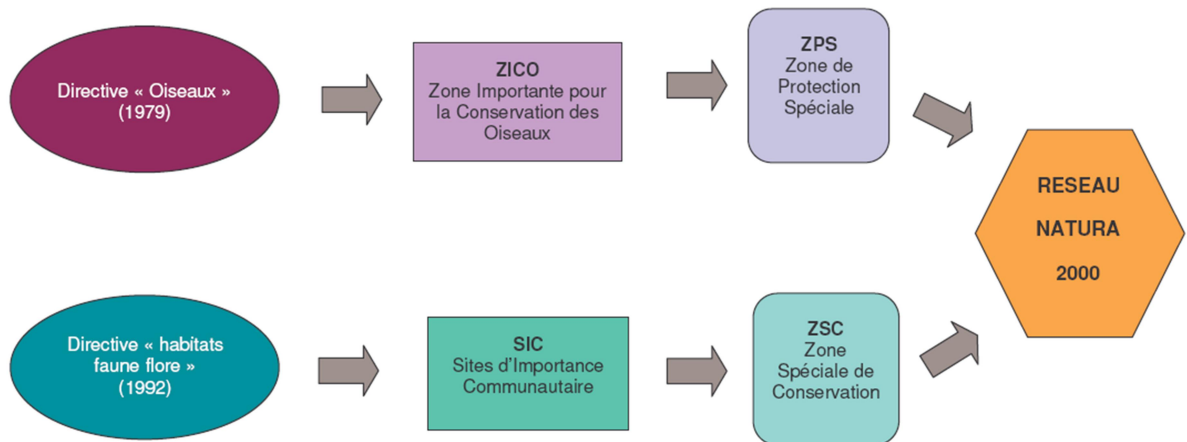 Directive « Oiseaux »
(1979)
ZICO
Zone Importante pour
la Conservation des
Oiseaux
ZPS
Zone de
Protection
Spéciale
RESEAU
NATURA
2000
Directive « habitats
faune flore »
(1992)
SIC
Sites d’Importance
Communautaire
ZSC
Zone
Spéciale de
Conservation